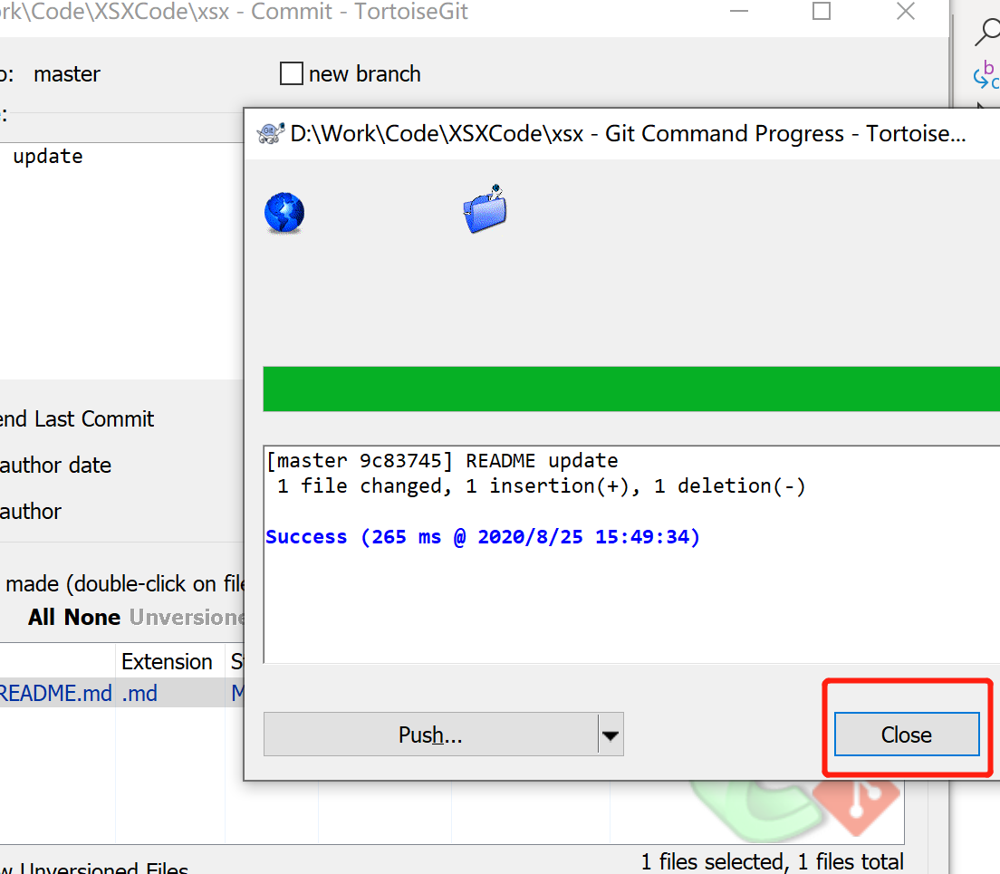 rk\Code\XSXCode\xsx - Commit - TortoiseGit
o: master
new branch
:
update
D:\Work\Code\XSXCode\xsx - Git Command Progress - Tortoise...
[master 9c83745] README update
1 file changed, 1 insertion(+), 1 deletion(-)
Success (265 ms @ 2020/8/25 15:49:34)
end Last Commit
author date
author
made (double-click on file
All None Unversione
Extension S
README.md .md M
Push...
Close
1 files selected, 1 files total
w Unversioned Files